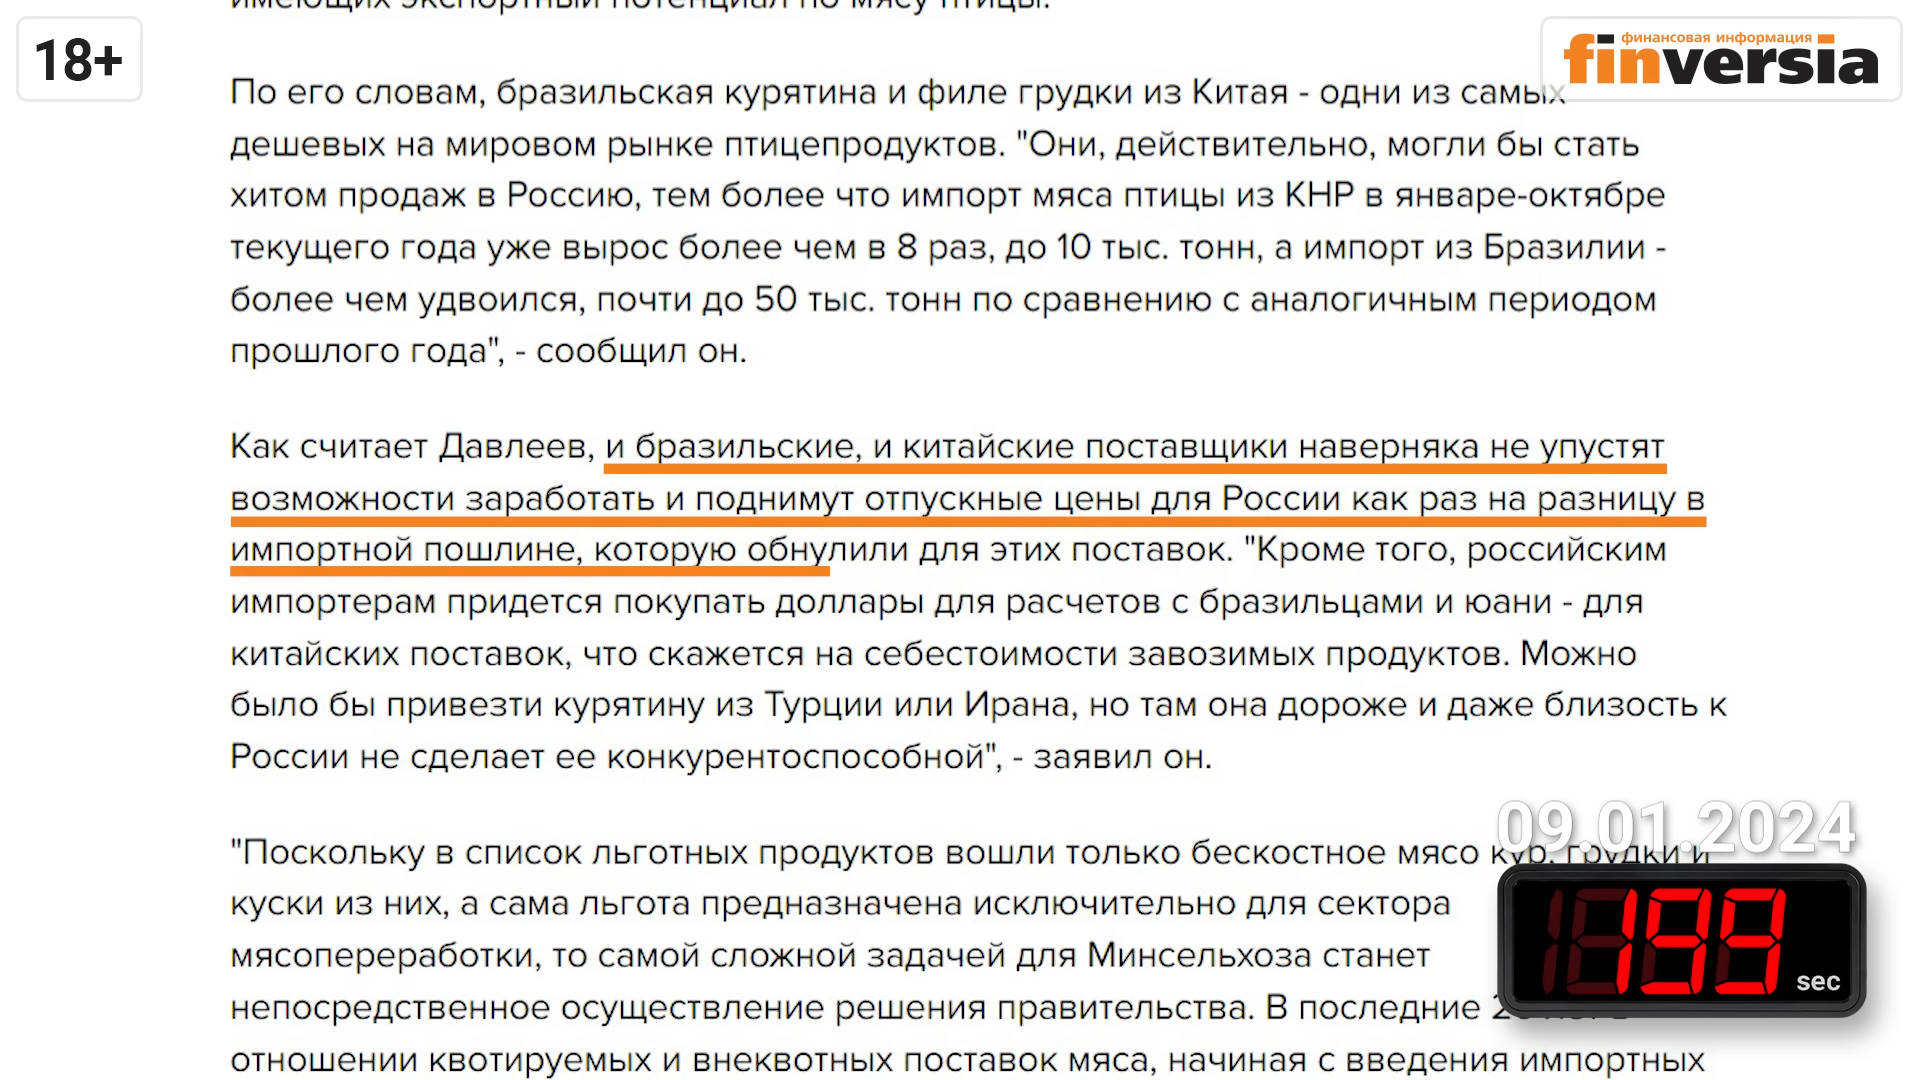 имеющих экспортный потенциал по мясу птицы.
18+
финансовая информация
finversia
По его словам, бразильская курятина и филе грудки из Китая - одни из самых
дешевых на мировом рынке птицепродуктов. "Они, действительно, могли бы стать
хитом продаж в Россию, тем более что импорт мяса птицы из КНР в январе-октябре
текущего года уже вырос более чем в 8 раз, до 10 тыс. тонн, а импорт из Бразилии -
более чем удвоился, почти до 50 тыс. тонн по сравнению с аналогичным периодом
прошлого года", - сообщил он.
Как считает Давлеев, и бразильские, и китайские поставщики наверняка не упустят
возможности заработать и поднимут отпускные цены для России как раз на разницу в
импортной пошлине, которую обнулили для этих поставок. "Кроме того, российским
импортерам придется покупать доллары для расчетов с бразильцами и юани - для
китайских поставок, что скажется на себестоимости завозимых продуктов. Можно
было бы привезти курятину из Турции или Ирана, но там она дороже и даже близость к
России не сделает ее конкурентоспособной", - заявил он.
09.01.2024
"Поскольку в список льготных продуктов вошли только бескостное мясо кур, грудки и
куски из них, а сама льгота предназначена исключительно для сектора
мясопереработки, то самой сложной задачей для Минсельхоза станет
199 sec
непосредственное осуществление решения правительства. В последние
отношении квотируемых и внеквотных поставок мяса, начиная с введения импортных